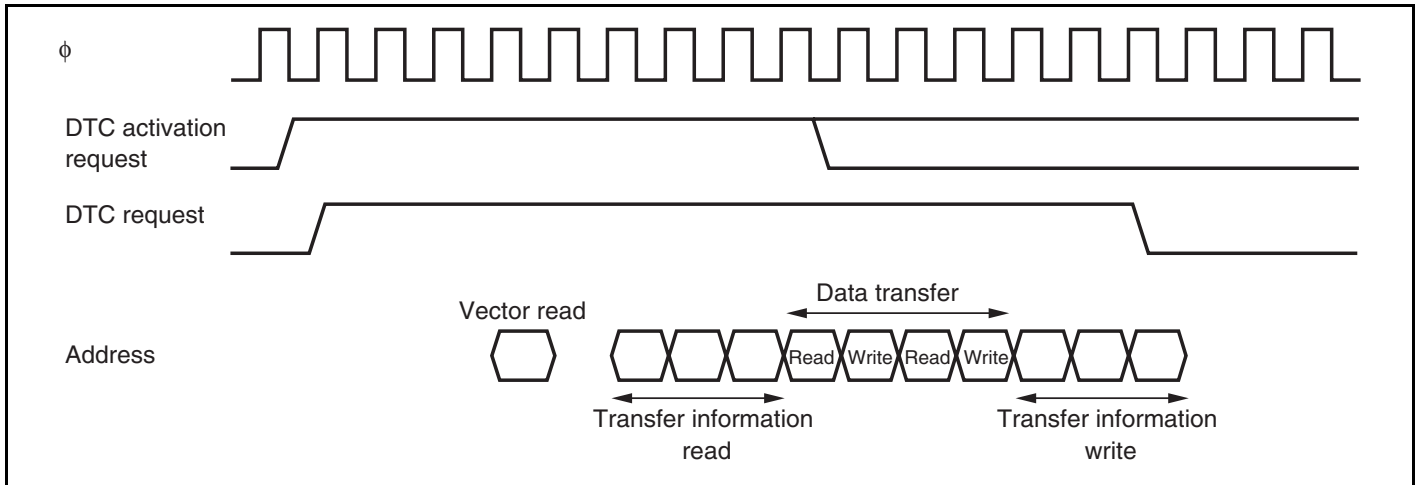 ϕ
DTC activation
request
DTC request
Data transfer
Vector read
Address
Read Write Read Write
Transfer information
read
Transfer information
write